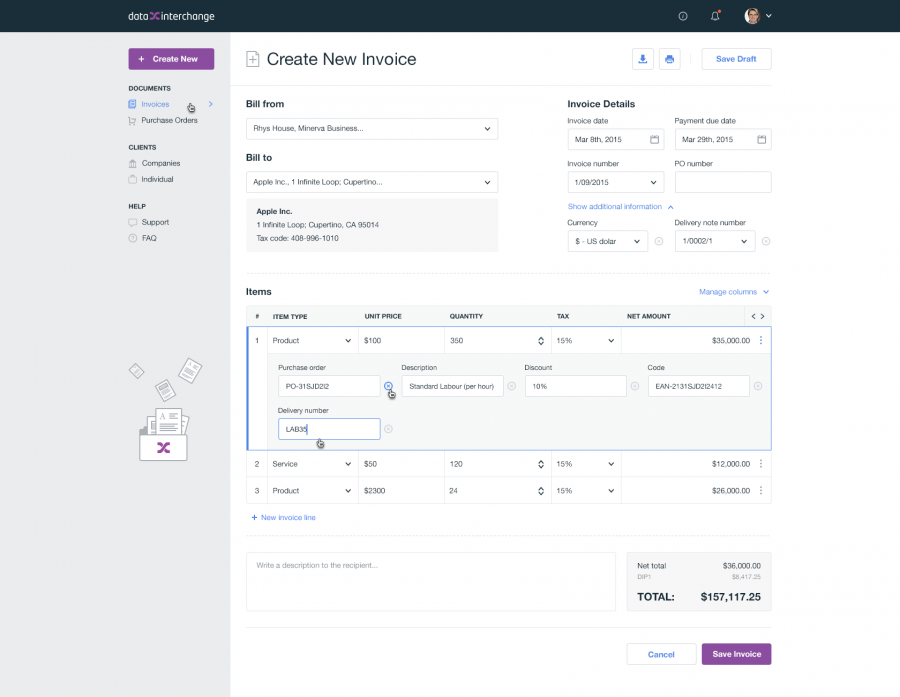 data interchange
+ Create New
DOCUMENTS
Invoices
Purchase Orders
CLIENTS
Companies
Individual
HELP
Support
FAQ
Create New Invoice
Save Draft
Bill from
Rhys House, Minerva Business...
Bill to
Apple Inc., 1 Infinite Loop; Cupertino...
Apple Inc.
1 Infinite Loop; Cupertino, CA 95014
Tax code: 408-996-1010
Invoice Details
Invoice date Payment due date
Mar 8th, 2015 Mar 29th, 2015
Invoice number PO number
1/09/2015
Show additional information
Currency Delivery note number
$ - US dolar 1/0002/1
Items Manage columns
# ITEM TYPE UNIT PRICE QUANTITY TAX NET AMOUNT < >
1 Product $100 350 15% $35,000.00
Purchase order Description Discount Code
PO-31SJD2I2 Standard Labour (per hour) 10% EAN-2131SJD2I2412
Delivery number
LAB35
2 Service $50 120 15% $12,000.00
3 Product $2300 24 15% $26,000.00
+ New invoice line
Write a description to the recipient...
Net total $36,000.00
DIP1 $8,417.25
TOTAL: $157,117.25
Cancel Save Invoice